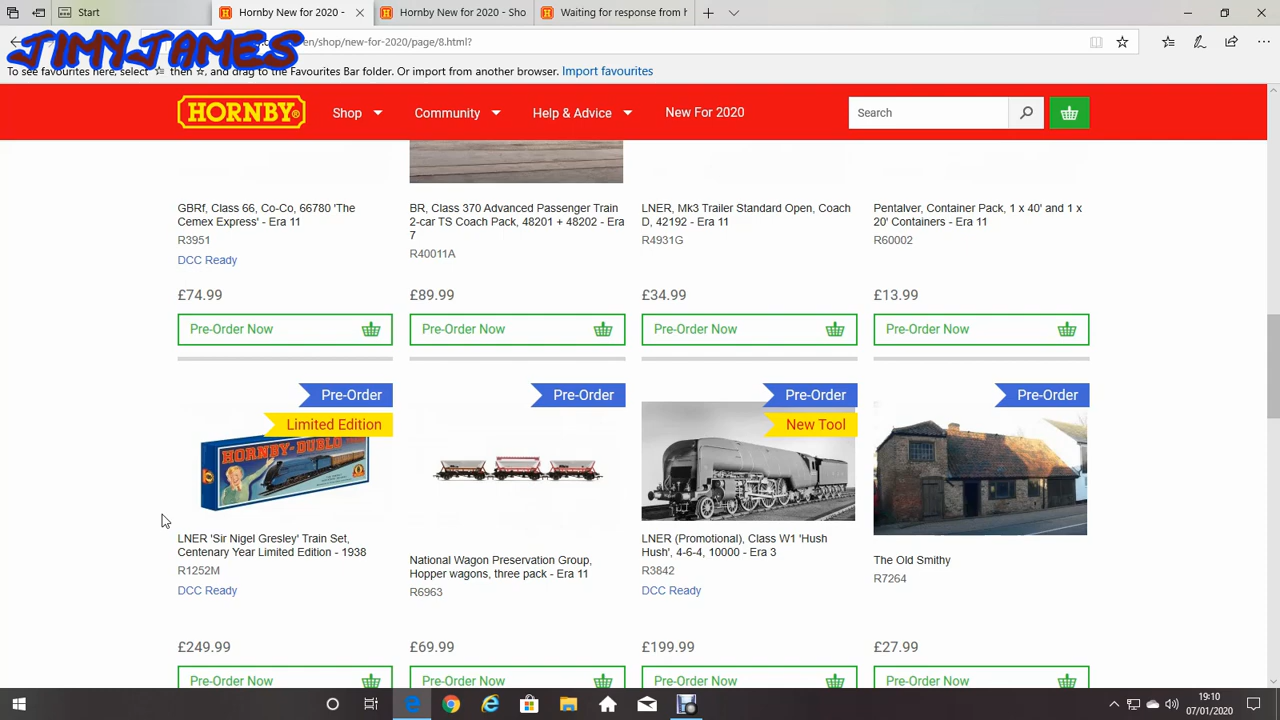 Start
Hornby New for 2020 -
Hornby New for 2020 - Sho
Waiting for response from h
JIMYJAMES
en/shop/new-for-2020/page/8.html?
To see favourites here, select ☆ then ☆, and drag to the Favourites Bar folder. Or import from another browser. Import favourites
HORNBY®
Shop
Community
Help & Advice
New For 2020
Search
GBRf, Class 66, Co-Co, 66780 'The
Cemex Express' - Era 11
R3951
DCC Ready
£74.99
Pre-Order Now
BR, Class 370 Advanced Passenger Train
2-car TS Coach Pack, 48201 + 48202 - Era
7
R40011A
£89.99
Pre-Order Now
LNER, Mk3 Trailer Standard Open, Coach
D, 42192 - Era 11
R4931G
£34.99
Pre-Order Now
Pentalver, Container Pack, 1 x 40' and 1 x
20' Containers - Era 11
R60002
£13.99
Pre-Order Now
Pre-Order
Limited Edition
HORNBY-DUBLO
LNER 'Sir Nigel Gresley' Train Set,
Centenary Year Limited Edition - 1938
R1252M
DCC Ready
£249.99
Pre-Order Now
Pre-Order
National Wagon Preservation Group,
Hopper wagons, three pack - Era 11
R6963
£69.99
Pre-Order Now
Pre-Order
New Tool
LNER (Promotional), Class W1 'Hush
Hush', 4-6-4, 10000 - Era 3
R3842
DCC Ready
£199.99
Pre-Order Now
Pre-Order
The Old Smithy
R7264
£27.99
Pre-Order Now
19:10
07/01/2020